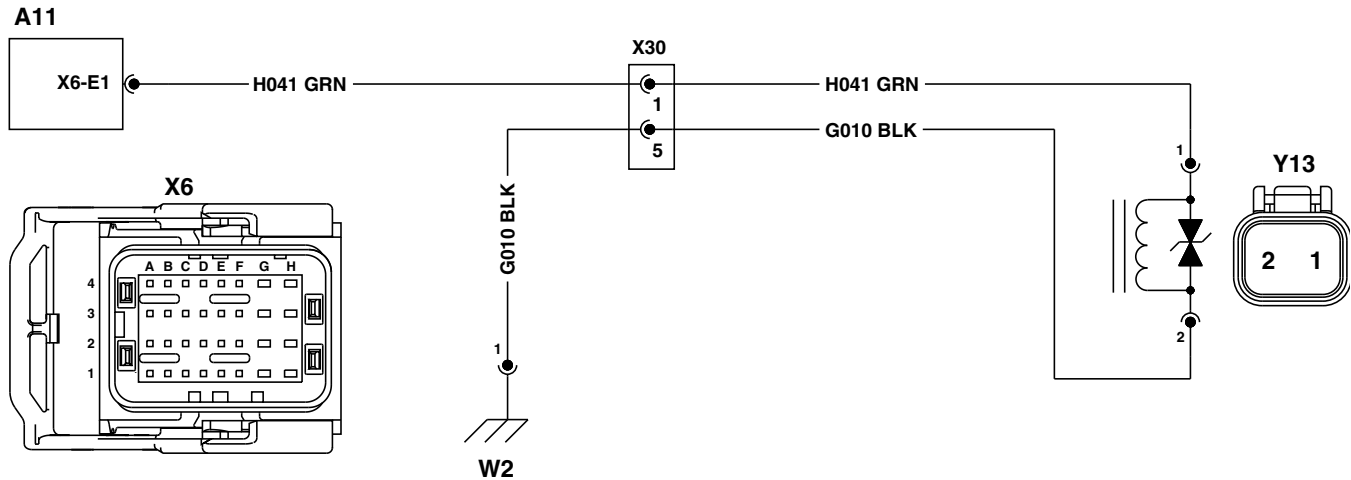 A11
X6-E1
H041 GRN
X30
1
5
H041 GRN
G010 BLK
G010 BLK
1
W2
1
2
Y13
2 1
X6
A B C D E F G H
4
3
2
1